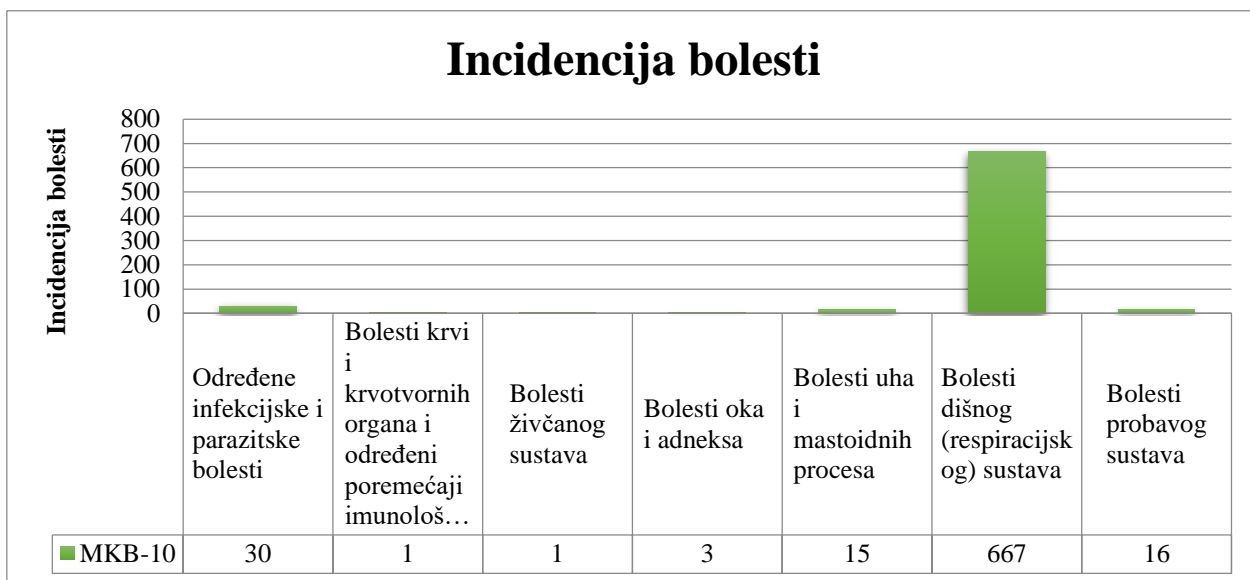 Incidencija bolesti
Incidencija bolesti
800
700
600
500
400
300
200
100
0
Određene
infekcijske i
parazitske
bolesti
Bolesti krvi
i
krvotvornih
organa i
određeni
poremećaji
imunološ…
Bolesti
živčanog
sustava
Bolesti oka
i adneksa
Bolesti uha
i
mastoidnih
procesa
Bolesti
dišnog
(respiracijsk
og) sustava
Bolesti
probavog
sustava
MKB-10 30 1 1 3 15 667 16